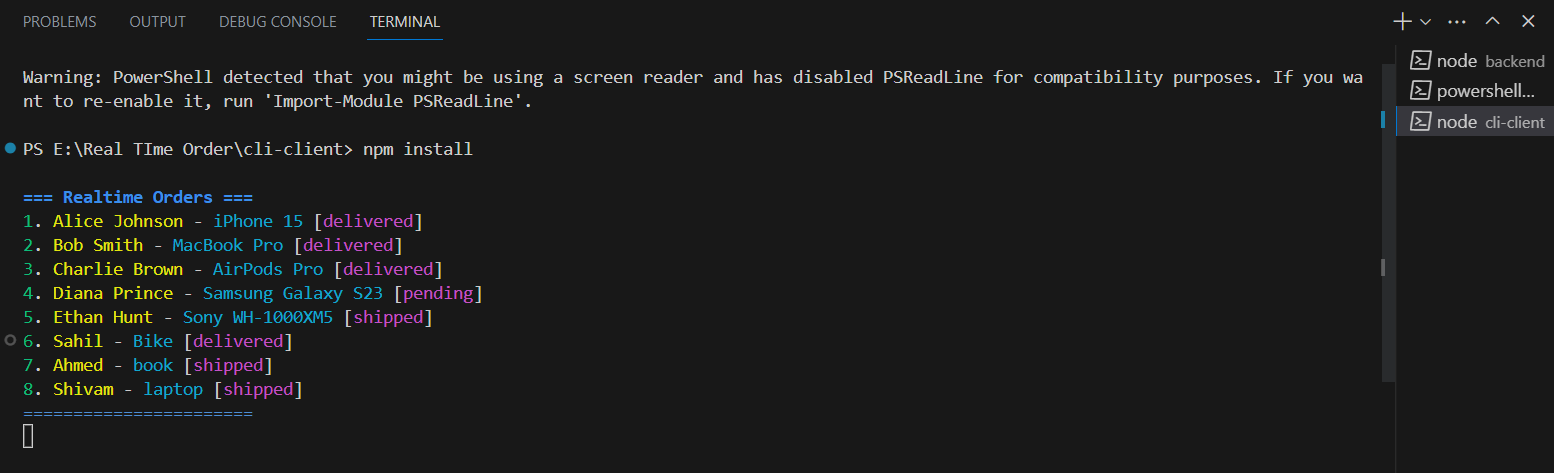 PROBLEMS OUTPUT DEBUG CONSOLE TERMINAL
Warning: PowerShell detected that you might be using a screen reader and has disabled PSReadLine for compatibility purposes. If you wa
nt to re-enable it, run 'Import-Module PSReadLine'.
PS E:\Real TIme Order\cli-client> npm install
=== Realtime Orders ===
1. Alice Johnson - iPhone 15 [delivered]
2. Bob Smith - MacBook Pro [delivered]
3. Charlie Brown - AirPods Pro [delivered]
4. Diana Prince - Samsung Galaxy S23 [pending]
5. Ethan Hunt - Sony WH-1000XM5 [shipped]
6. Sahil - Bike [delivered]
7. Ahmed - book [shipped]
8. Shivam - laptop [shipped]
=======================
node backend
powershell...
node cli-client